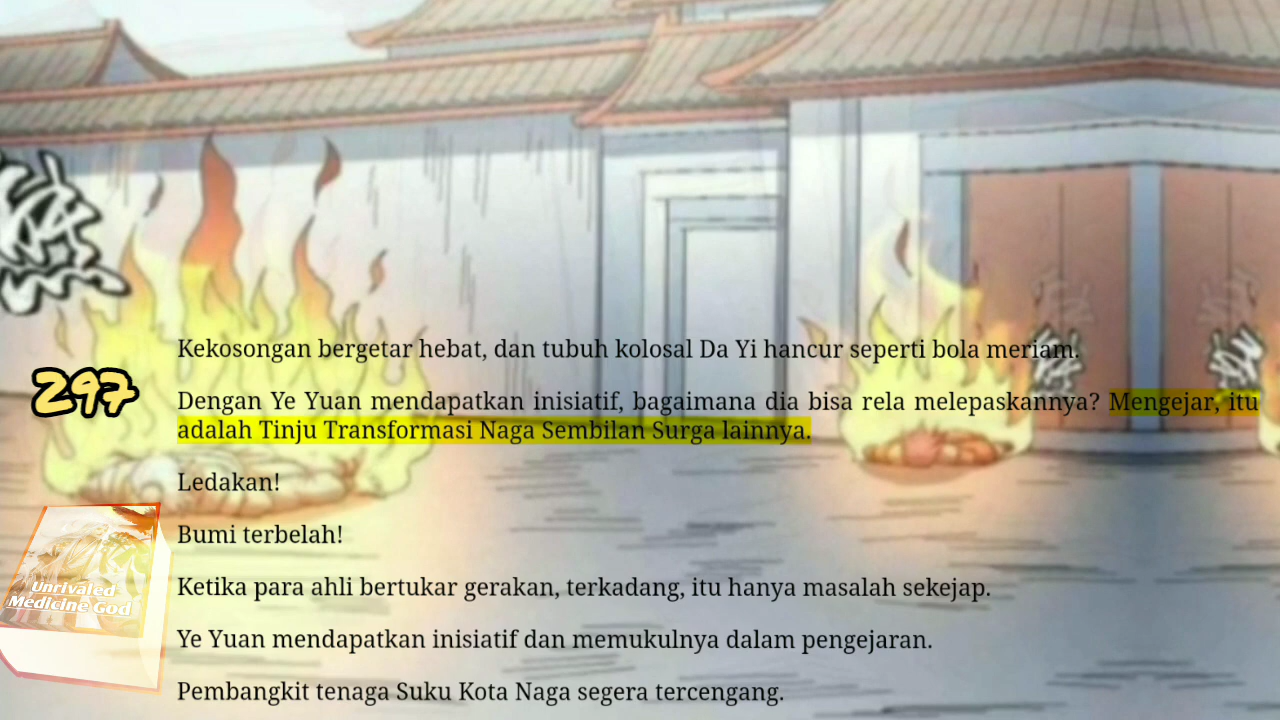 Kekosongan bergetar hebat, dan tubuh kolosal Da Yi hancur seperti bola meriam.
297
Dengan Ye Yuan mendapatkan inisiatif, bagaimana dia bisa rela melepaskannya? Mengejar, itu
adalah Tinju Transformasi Naga Sembilan Surga lainnya.
Ledakan!
Bumi terbelah!
Unrivaled
Medicine God
Ketika para ahli bertukar gerakan, terkadang, itu hanya masalah sekejap.
Ye Yuan mendapatkan inisiatif dan memukulnya dalam pengejaran.
Pembangkit tenaga Suku Kota Naga segera tercengang.